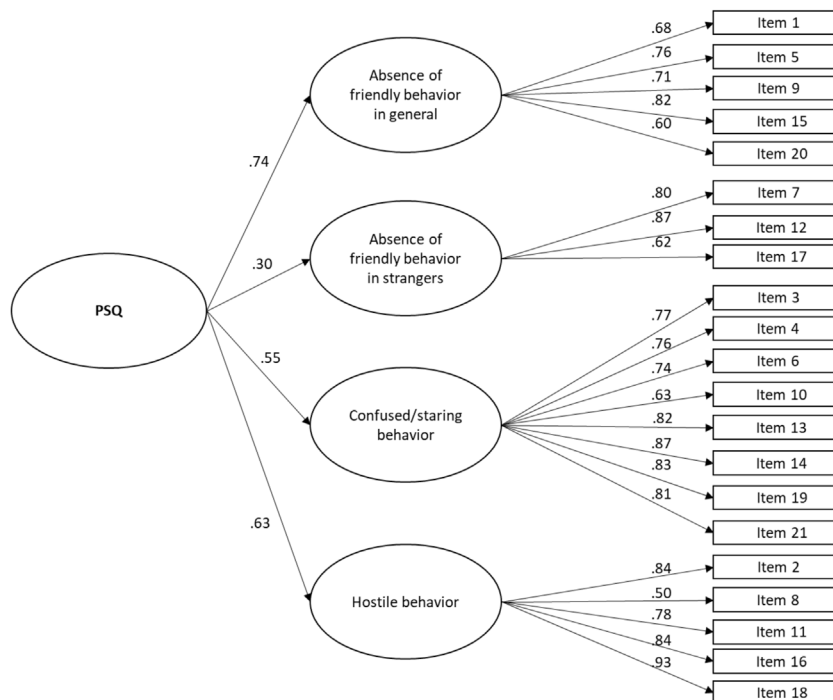 .68
Item 1
.76
Item 5
Absence of
friendly behavior
in general
.71
Item 9
.82
Item 15
.60
Item 20
.74
.80
Item 7
Absence of
friendly behavior
in strangers
.87
Item 12
.62
Item 17
.30
PSQ
.77
Item 3
.76
Item 4
.55
.74
Item 6
.63
Item 10
Confused/staring
behavior
.82
Item 13
.87
Item 14
.83
Item 19
.81
Item 21
.63
.84
Item 2
Hostile behavior
.50
Item 8
.78
Item 11
.84
Item 16
.93
Item 18